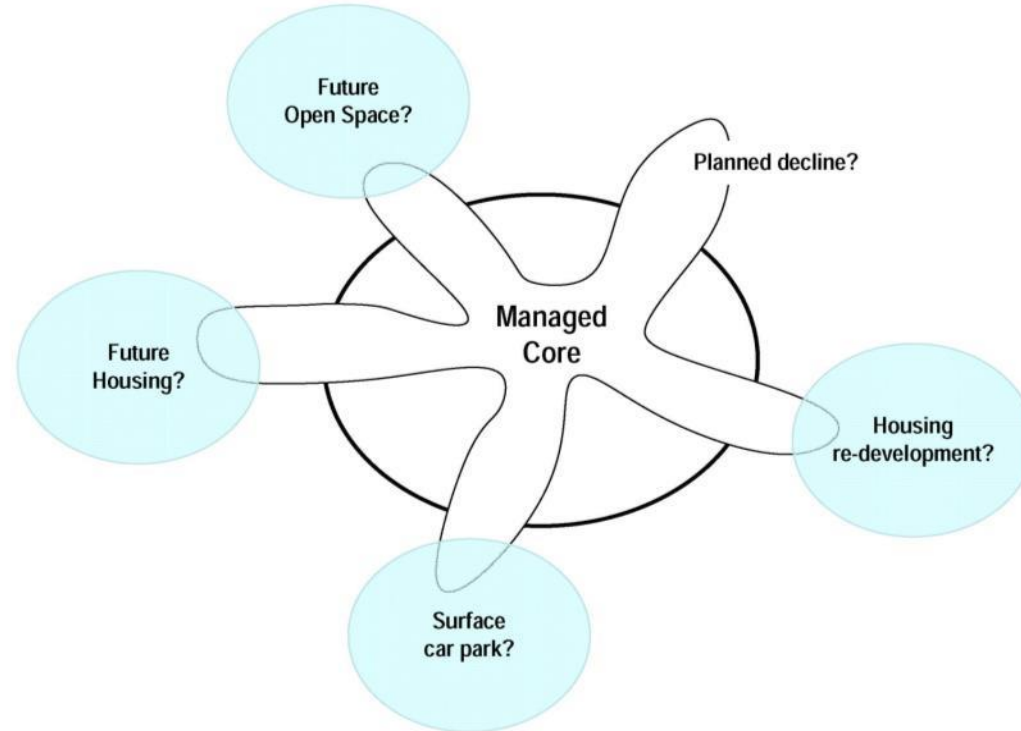 Future
Open Space?
Planned decline?
Managed
Core
Future
Housing?
Housing
re-development?
Surface
car park?